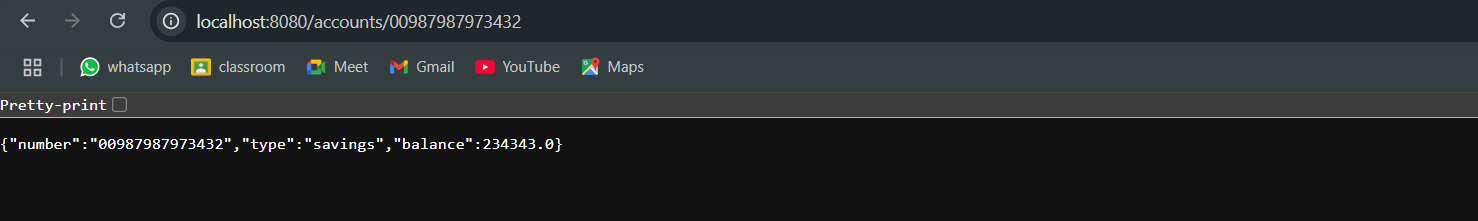 localhost:8080/accounts/00987987973432
whatsapp classroom Meet Gmail YouTube Maps
Pretty-print
{"number":"00987987973432","type":"savings","balance":234343.0}